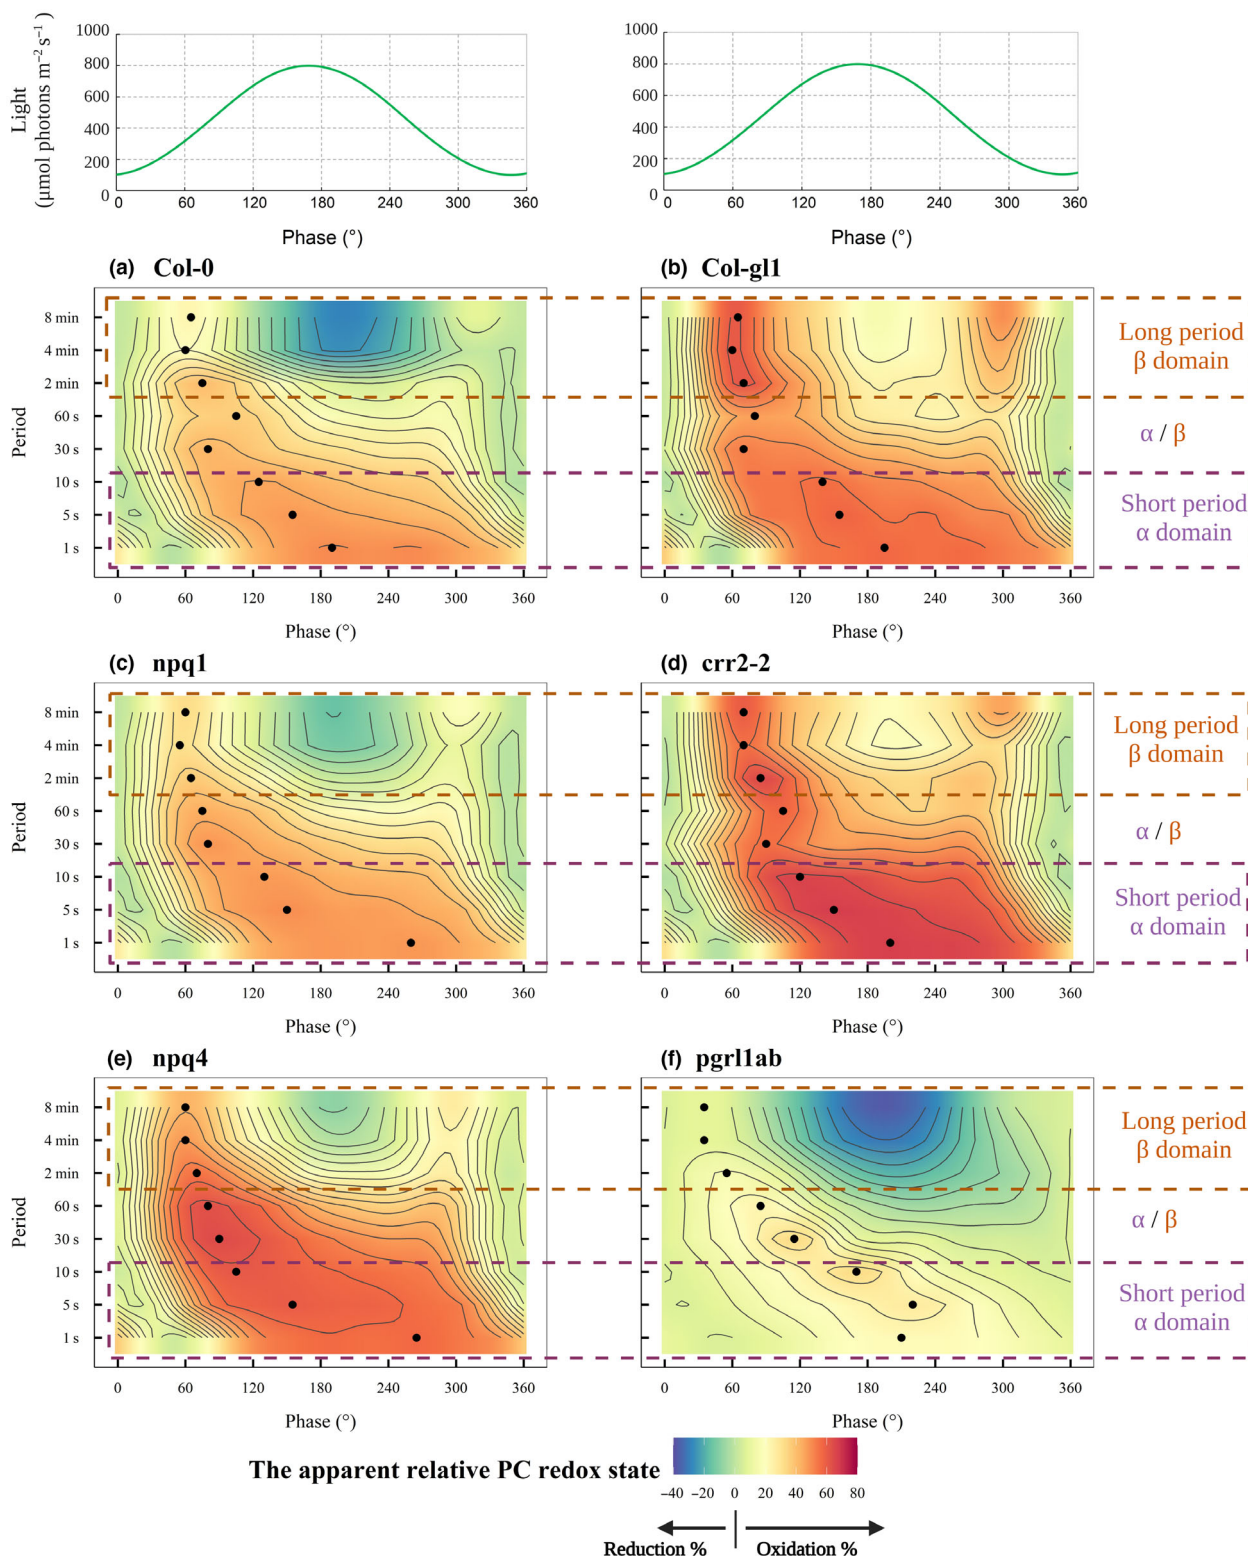 Light
(μmol photons m⁻² s⁻¹)
1000
800
600
400
200
0
0 60 120 180 240 300 360
Phase (°)
1000
800
600
400
200
0
0 60 120 180 240 300 360
Phase (°)
(a) Col-0
Period
8 min
4 min
2 min
60 s
30 s
10 s
5 s
1 s
0 60 120 180 240 300 360
Phase (°)
(b) Col-gl1
0 60 120 180 240 300 360
Phase (°)
Long period
β domain
α / β
Short period
α domain
(c) npq1
Period
8 min
4 min
2 min
60 s
30 s
10 s
5 s
1 s
0 60 120 180 240 300 360
Phase (°)
(d) crr2-2
0 60 120 180 240 300 360
Phase (°)
Long period
β domain
α / β
Short period
α domain
(e) npq4
Period
8 min
4 min
2 min
60 s
30 s
10 s
5 s
1 s
0 60 120 180 240 300 360
Phase (°)
(f) pgrl1ab
0 60 120 180 240 300 360
Phase (°)
Long period
β domain
α / β
Short period
α domain
The apparent relative PC redox state
−40 −20 0 20 40 60 80
Reduction % Oxidation %